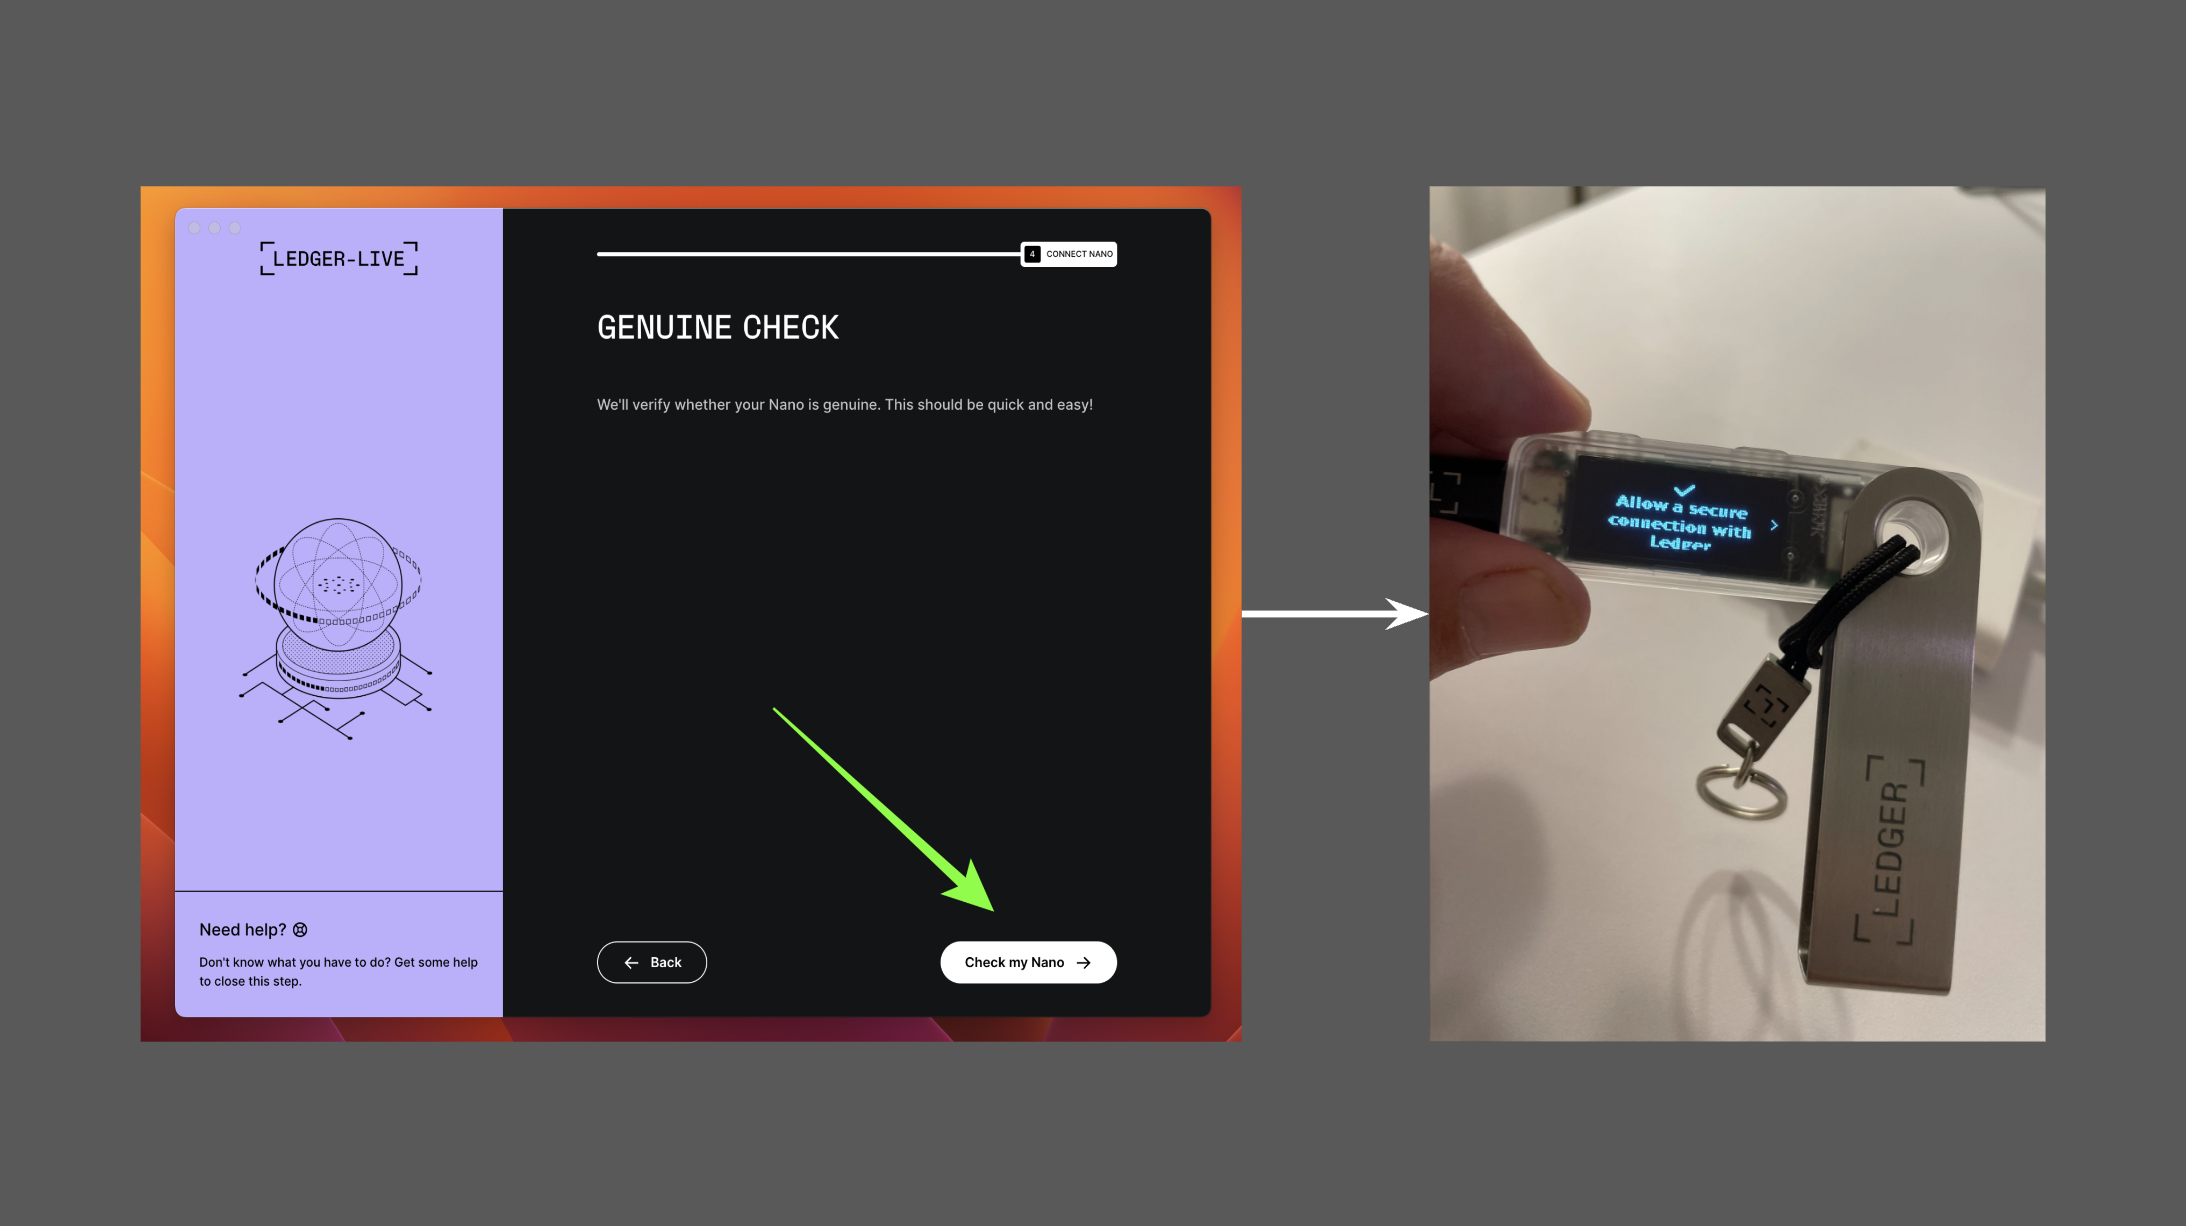 LEDGER-LIVE
4 CONNECT NANO
GENUINE CHECK
We'll verify whether your Nano is genuine. This should be quick and easy!
Need help?
Don't know what you have to do? Get some help
to close this step.
Back
Check my Nano
Allow a secure
connection with
Ledger
LEDGER